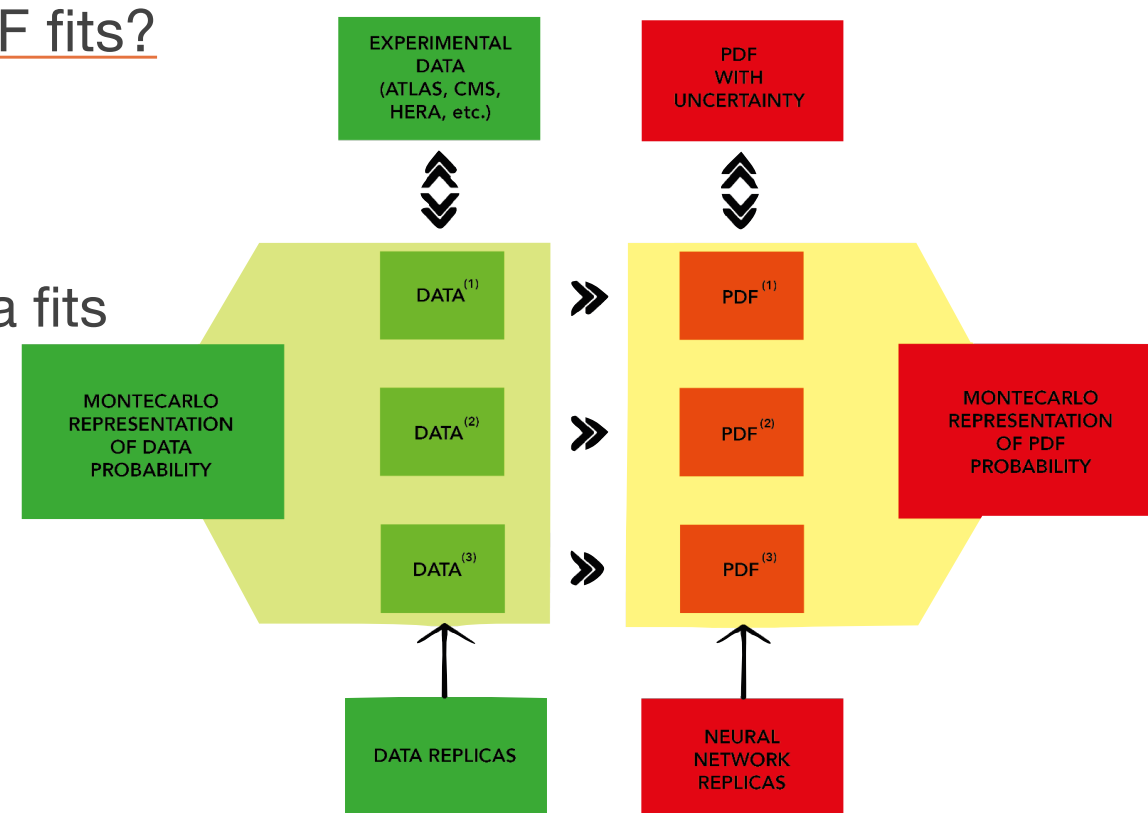 F fits?
EXPERIMENTAL
DATA
(ATLAS, CMS,
HERA, etc.)
PDF
WITH
UNCERTAINTY
a fits
DATA (1)
PDF (1)
MONTECARLO
REPRESENTATION
OF DATA
PROBABILITY
DATA (2)
PDF (2)
MONTECARLO
REPRESENTATION
OF PDF
PROBABILITY
DATA (3)
PDF (3)
DATA REPLICAS
NEURAL
NETWORK
REPLICAS